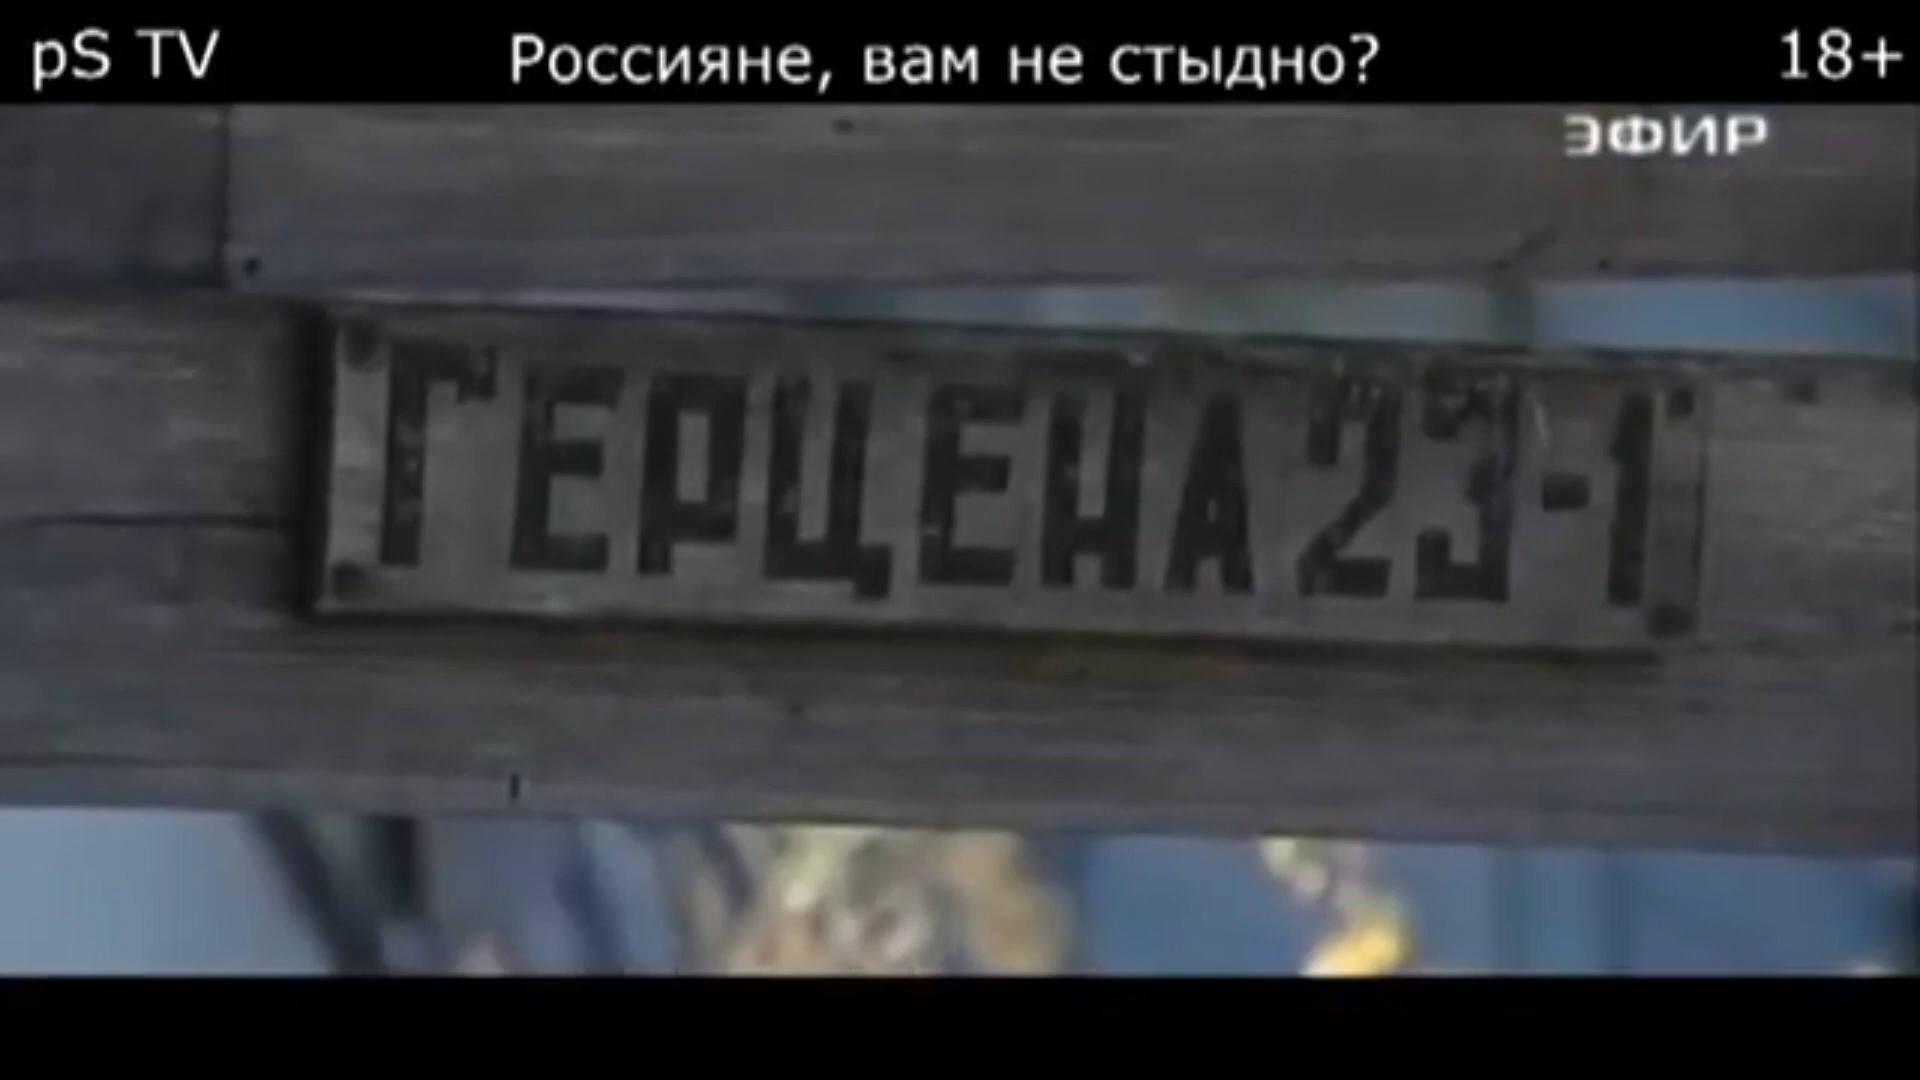 pS TV Россияне, вам не стыдно? 18+
ЭФИР
ГЕРЦЕНА 23-1